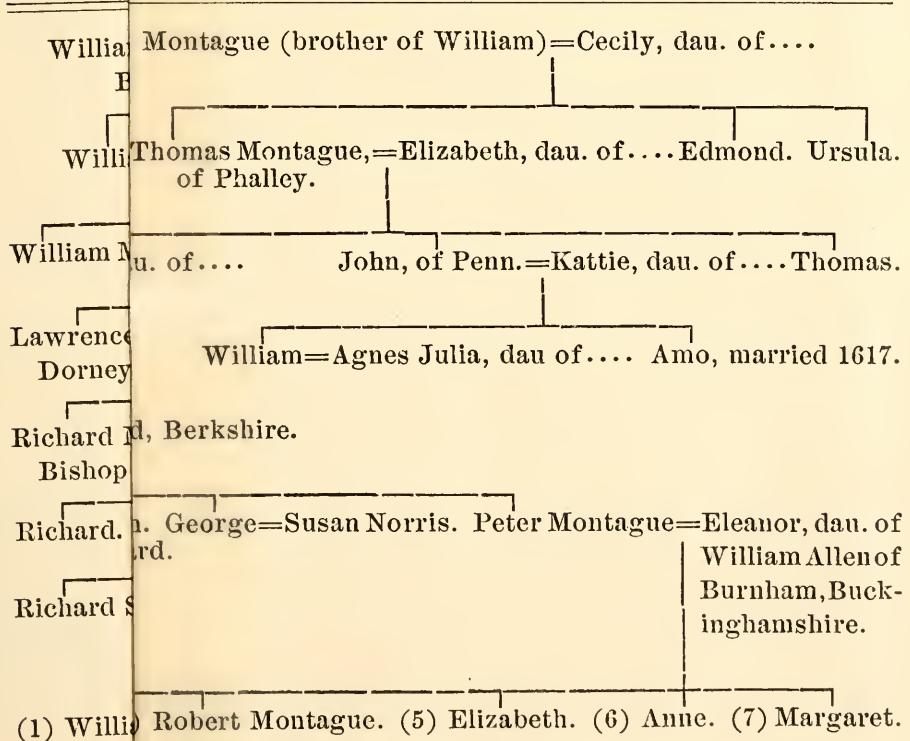 Willia Montague (brother of William)=Cecily, dau. of....
Willi Thomas Montague,=Elizabeth, dau. of....Edmond. Ursula.
of Phalley.
William M u. of.... John, of Penn.=Kattie, dau. of....Thomas.
Lawrence William=Agnes Julia, dau of.... Amo, married 1617.
Dorney
Richard d, Berkshire.
Bishop
Richard. George=Susan Norris. Peter Montague=Eleanor, dau. of
rd. William Allen of
Richard S Burnham, Buck-
inghamshire.
(1) Willi Robert Montague. (5) Elizabeth. (6) Anne. (7) Margaret.